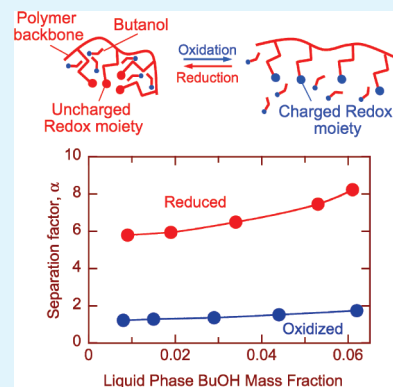 Polymer
backbone
Butanol
Oxidation
Reduction
Uncharged
Redox moiety
Charged Redox
moiety
10
8
6
4
2
0
Separation factor, α
Reduced
Oxidized
0
0.02
0.04
0.06
Liquid Phase BuOH Mass Fraction